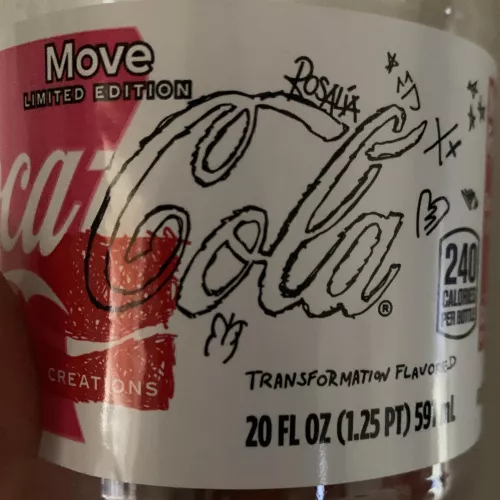 Move
LIMITED EDITION
ROSALÍA
Cola®
CREATIONS
240
CALORIES
PER BOTTLE
TRANSFORMATION FLAVORED
20 FL OZ (1.25 PT) 591 mL